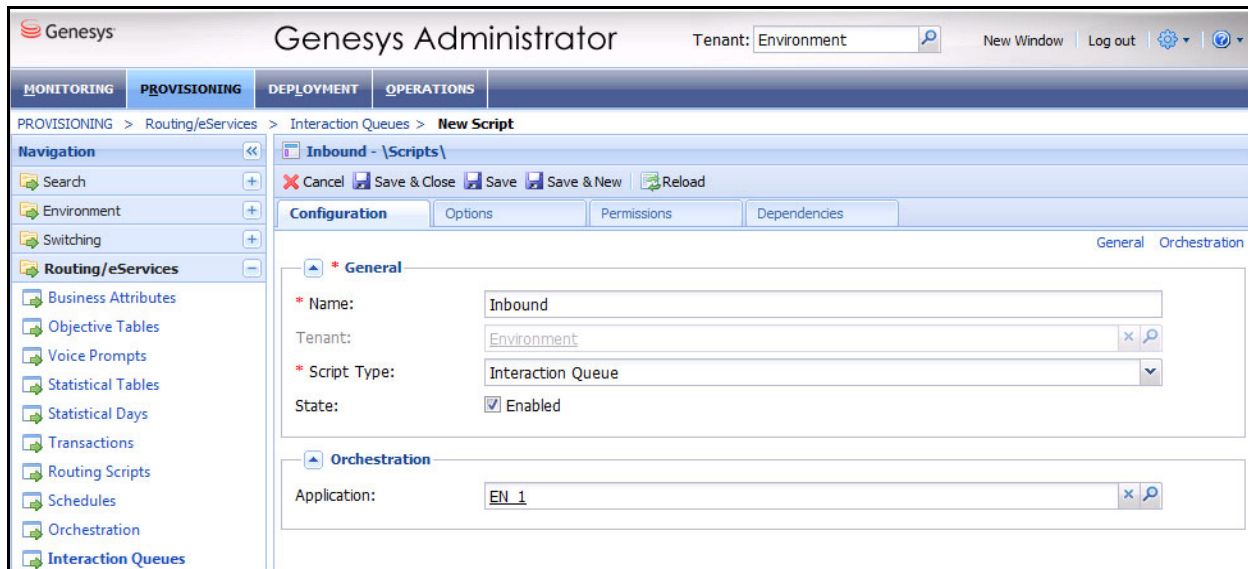 Genesys
Genesys Administrator
Tenant: Environment
New Window Log out
MONITORING PROVISIONING DEPLOYMENT OPERATIONS
PROVISIONING > Routing/eServices > Interaction Queues > New Script
Navigation
Inbound - \Scripts\
Search
Cancel Save & Close Save Save & New Reload
Environment
Configuration Options Permissions Dependencies
Switching
General Orchestration
Routing/eServices
* General
Business Attributes
* Name: Inbound
Objective Tables
Tenant: Environment
Voice Prompts
* Script Type: Interaction Queue
Statistical Tables
State: Enabled
Statistical Days
Transactions
Orchestration
Routing Scripts
Application: EN_1
Schedules
Orchestration
Interaction Queues